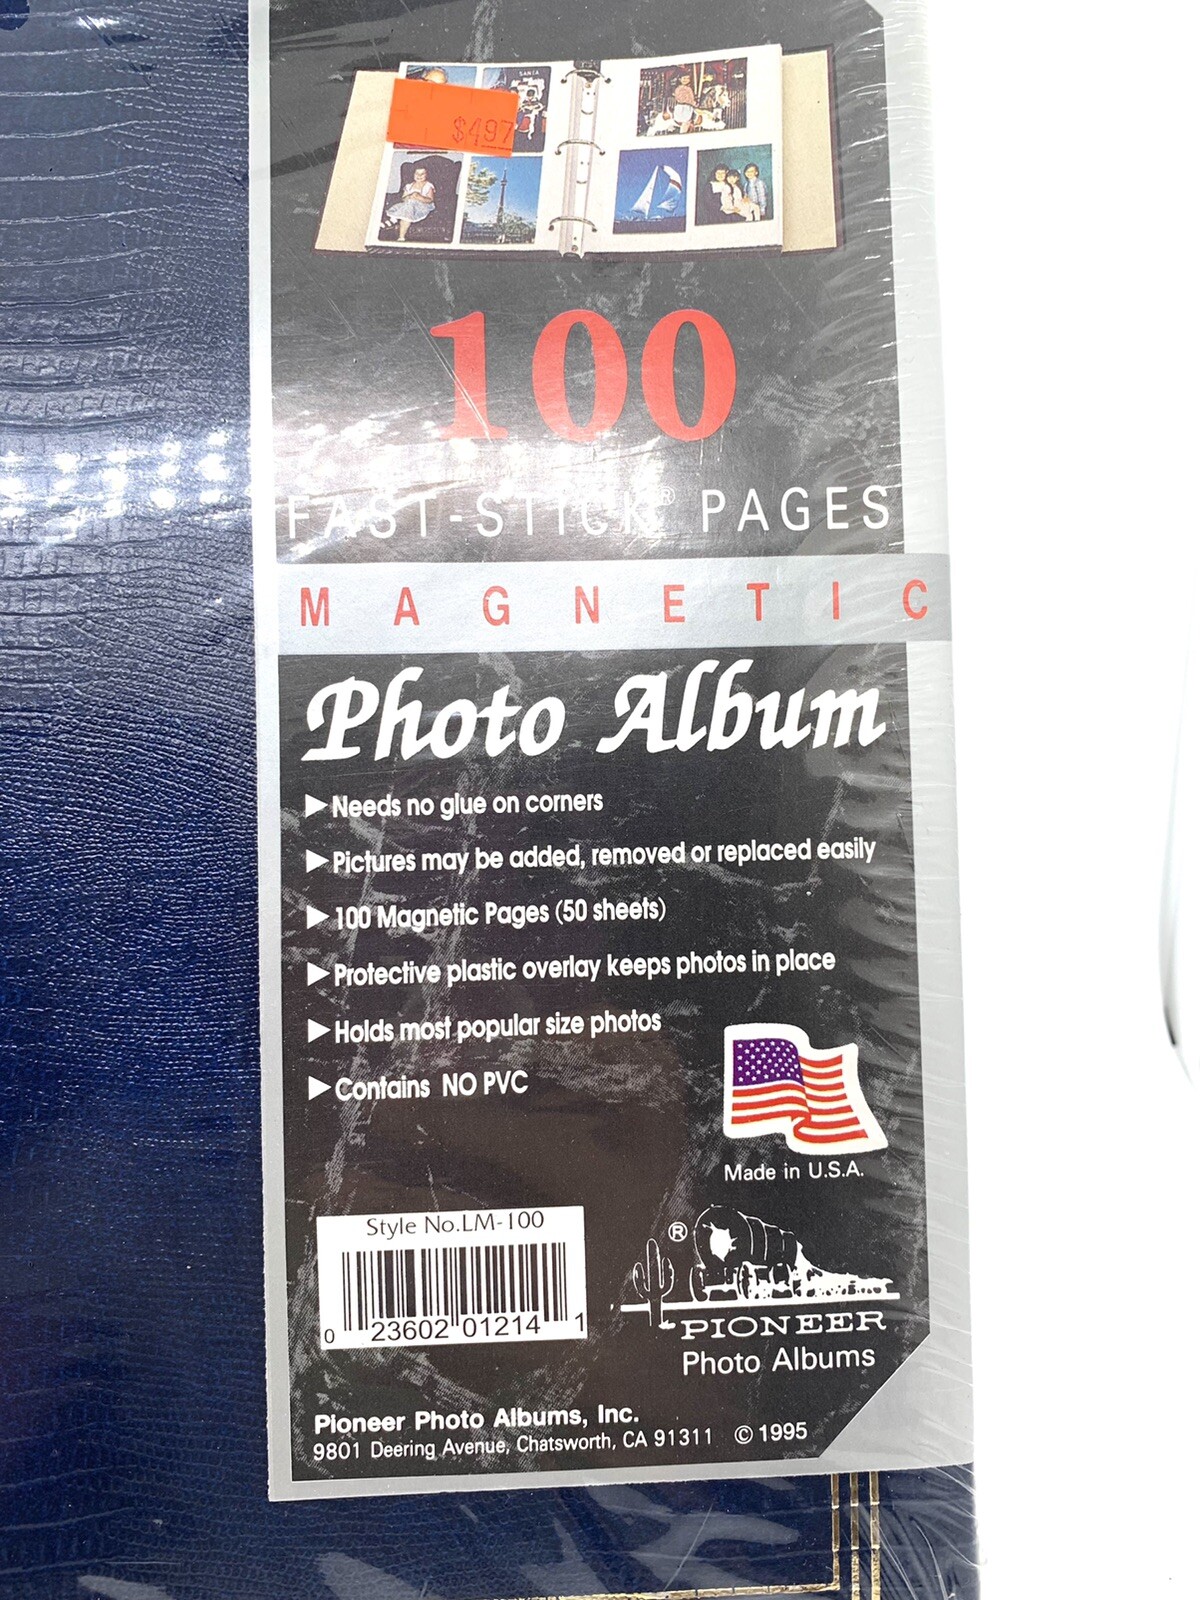 SANTA
$4.97
100
FAST-STICK® PAGES
MAGNETIC
Photo Album
▶Needs no glue on corners
▶Pictures may be added, removed or replaced easily
▶100 Magnetic Pages (50 sheets)
▶Protective plastic overlay keeps photos in place
▶Holds most popular size photos
▶Contains NO PVC
Made in U.S.A.
Style No.LM-100
0 23602 01214 1
®
PIONEER
Photo Albums
Pioneer Photo Albums, Inc.
9801 Deering Avenue, Chatsworth, CA 91311 © 1995